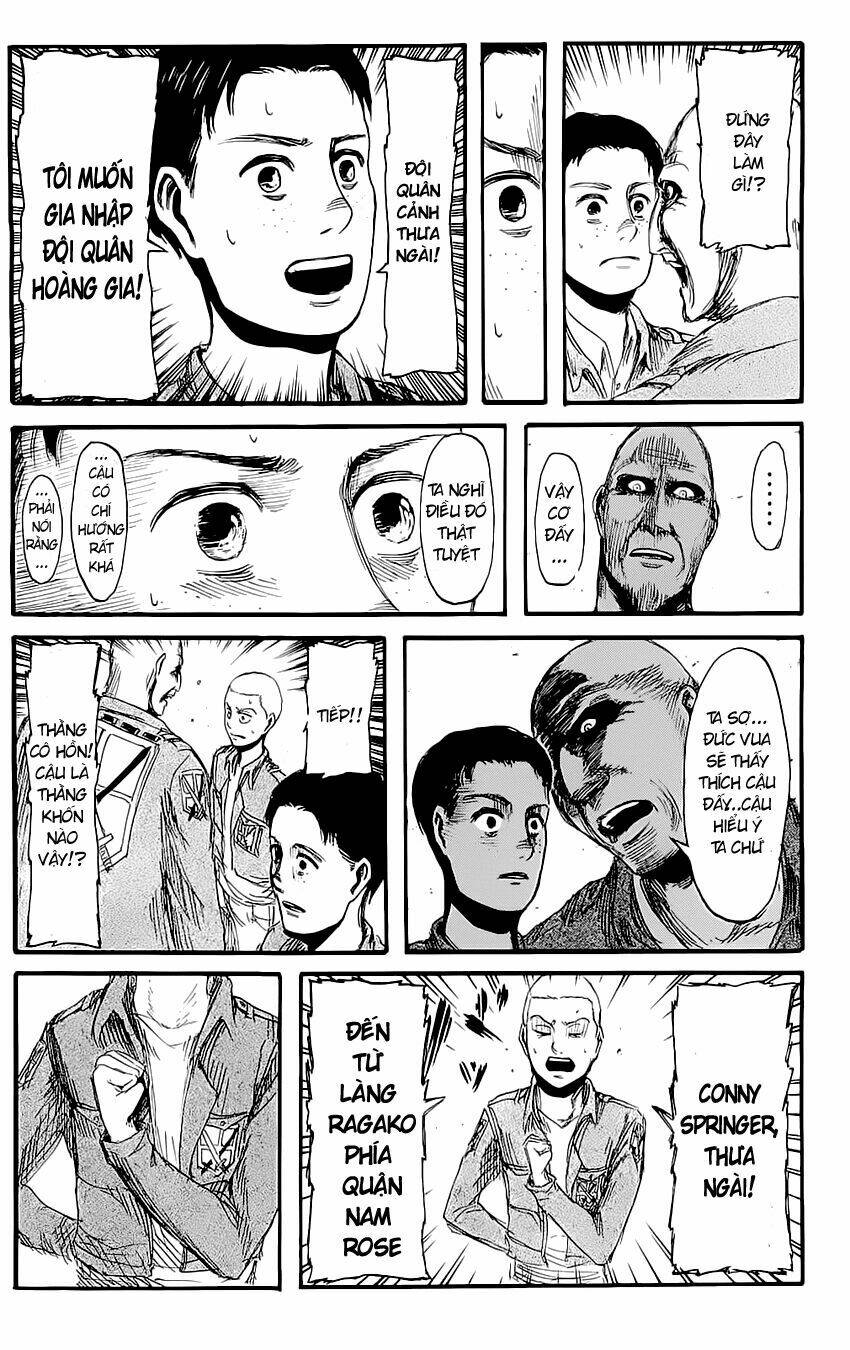 ĐỨNG
ĐÂY
LÀM
GÌ!?
ĐỘI
QUÂN
CẢNH
THƯA
NGÀI!
TÔI MUỐN
GIA NHẬP
ĐỘI QUÂN
HOÀNG GIA!
......
VẬY
CƠ
ĐẤY
...
TA NGHĨ
ĐIỀU ĐÓ
THẬT
TUYỆT
...
CẬU
CÓ
CHÍ
HƯỚNG
RẤT
KHÁ
...
PHẢI
NÓI
RẰNG
...
TA SỢ...
ĐỨC VUA
SẼ THẤY
THÍCH CẬU
ĐẤY..CẬU
HIỂU Ý
TA CHỨ
TIẾP!!
THẰNG
CÔ HỒN!
CẬU LÀ
THẰNG
KHỐN
NÀO
VẬY!?
CONNY
SPRINGER,
THƯA
NGÀI!
ĐẾN
TỪ
LÀNG
RAGAKO
PHÍA
QUẬN
NAM
ROSE